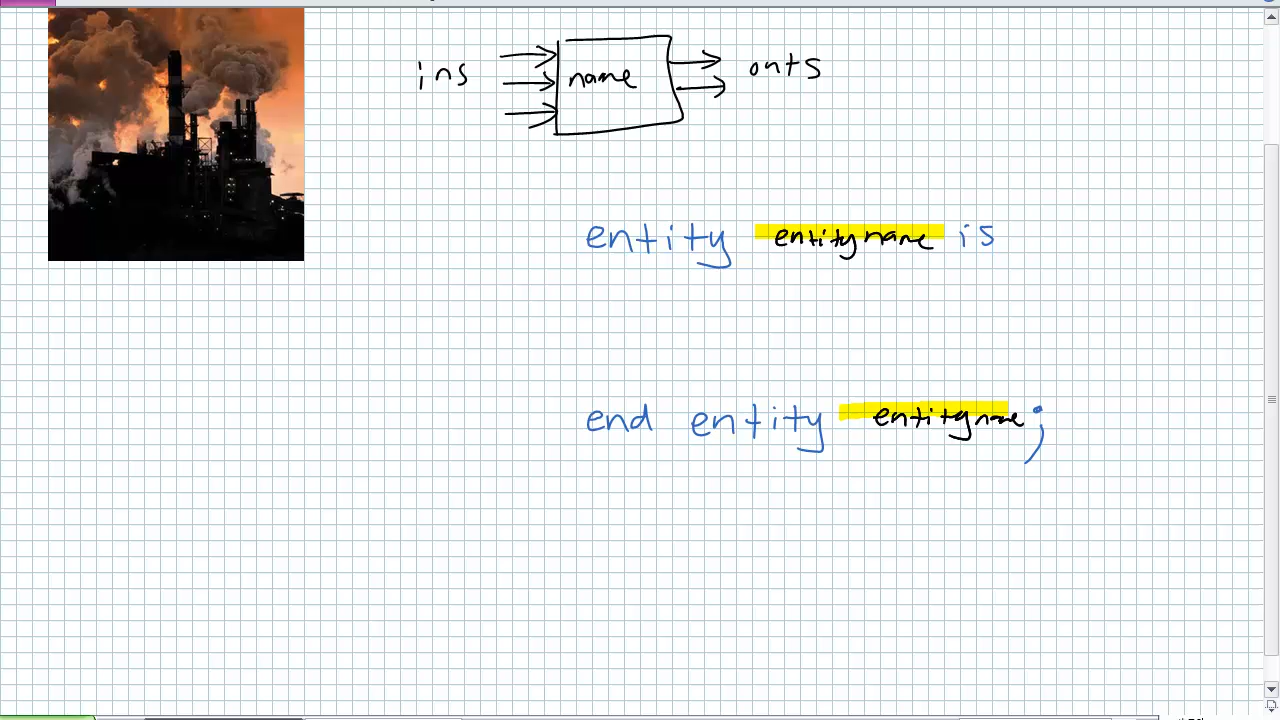 ins name outs
entity entityname is
end entity entityname;